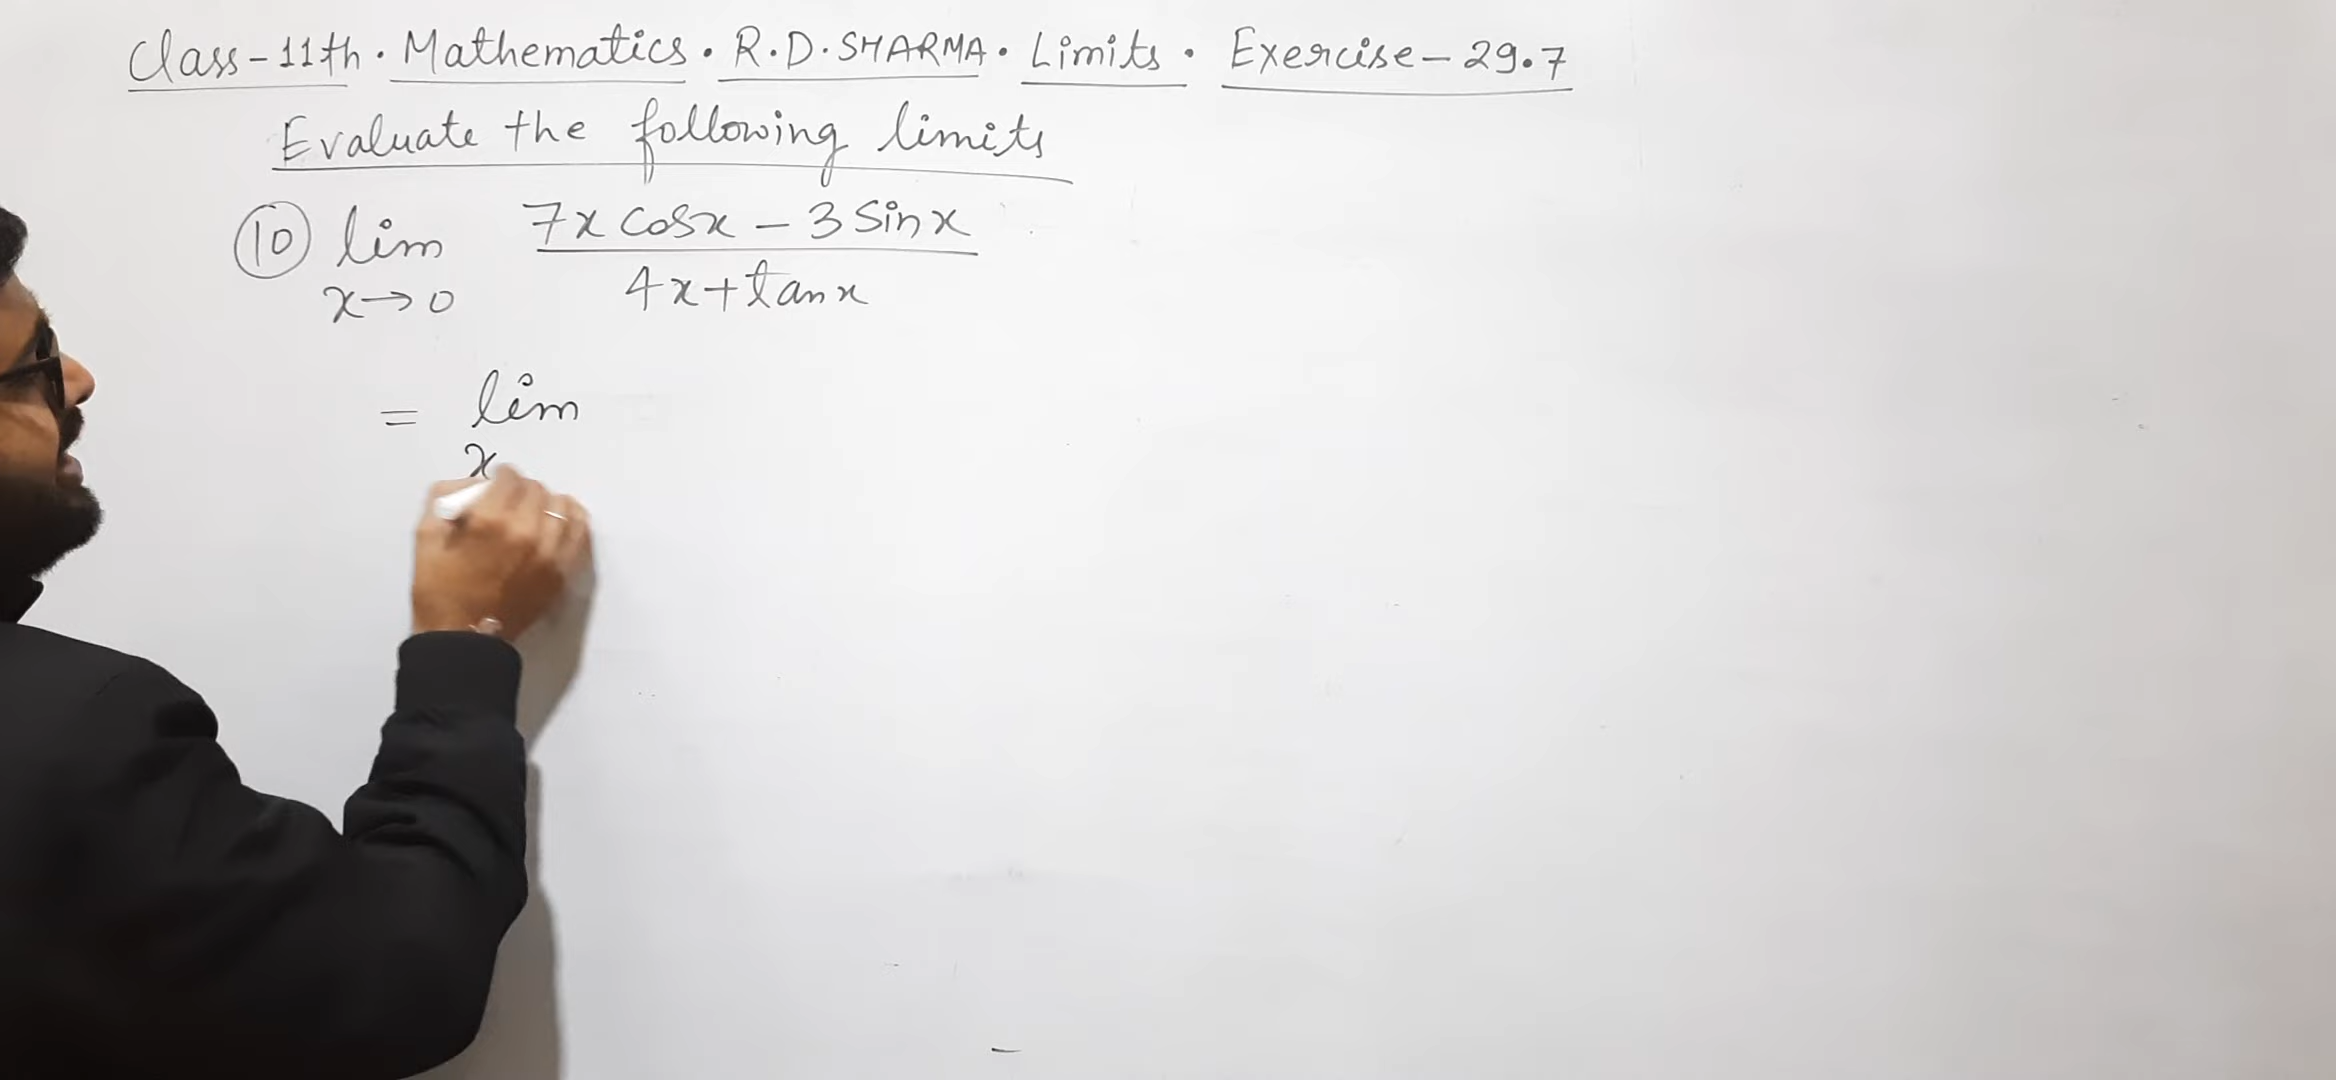 Class-11th . Mathematics . R.D. SHARMA . Limits . Exercise-29.7
Evaluate the following limits
(10) lim 7x cosx - 3 sinx
x→0 4x+tanx
= lim
x